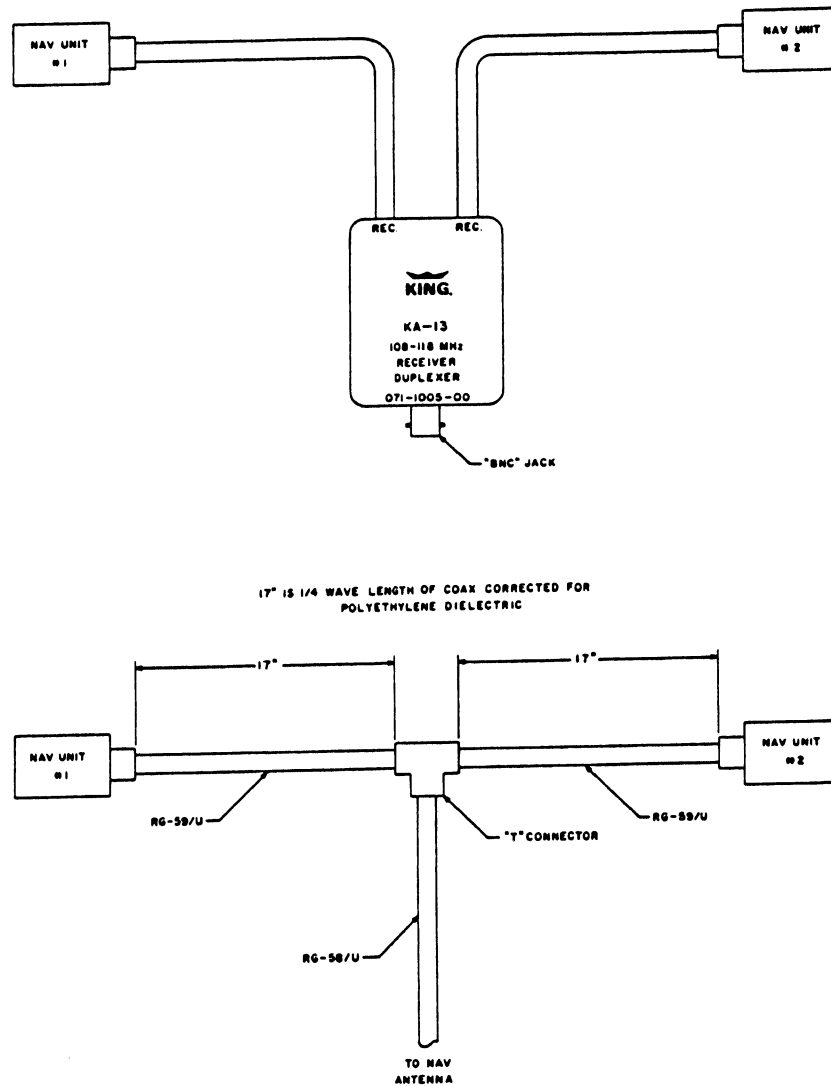 NAV UNIT
#1
NAV UNIT
#2
REC.
REC.
KING.
KA-13
108-118 MHz
RECEIVER
DUPLEXER
071-1005-00
"BNC" JACK
17" IS 1/4 WAVE LENGTH OF COAX CORRECTED FOR
POLYETHYLENE DIELECTRIC
17"
17"
NAV UNIT
#1
NAV UNIT
#2
RG-59/U
"T" CONNECTOR
RG-59/U
RG-58/U
TO NAV
ANTENNA